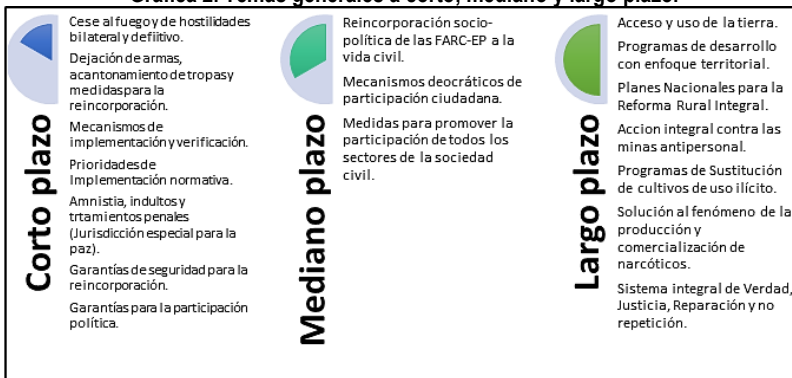 Gráfica 2. Temas generales a corto, mediano y largo plazo.
Corto plazo
Cese al fuego y de hostilidades
bilateral y defiitivo.
Dejación de armas,
acantonamiento de tropas y
medidas para la
reincorporación.
Mecanismos de
implementación y verificación.
Prioridades de
Implementación normativa.
Amnistia, indultos y
trtamientos penales
(Jurisdicción especial para la
paz).
Garantías de seguridad para la
reincorporación.
Garantías para la participación
política.
Mediano plazo
Reincorporación socio-
política de las FARC-EP a la
vida civil.
Mecanismos deocráticos de
participación ciudadana.
Medidas para promover la
participación de todos los
sectores de la sociedad
civil.
Largo plazo
Acceso y uso de la tierra.
Programas de desarrollo
con enfoque territorial.
Planes Nacionales para la
Reforma Rural Integral.
Accion integral contra las
minas antipersonal.
Programas de Sustitución
de cultivos de uso ilícito.
Solución al fenómeno de la
producción y
comercialización de
narcóticos.
Sistema integral de Verdad,
Justicia, Reparación y no
repetición.